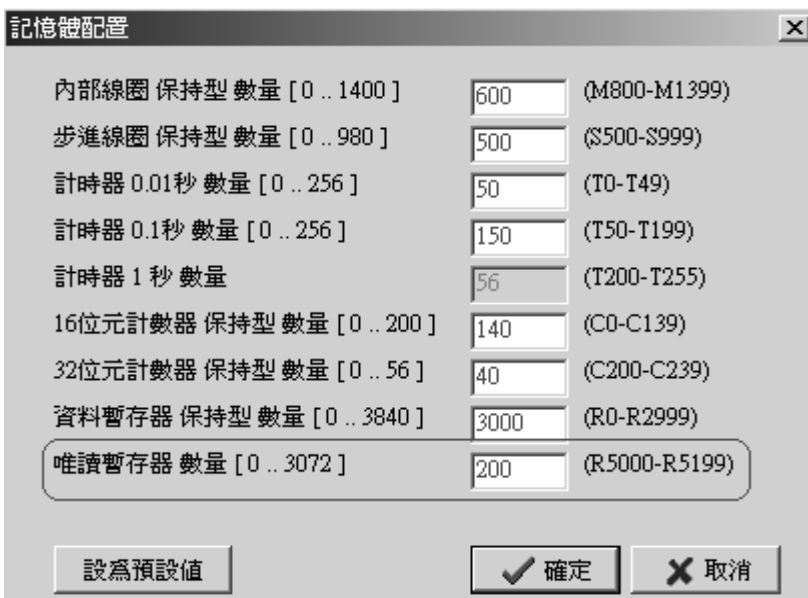 記憶體配置
內部線圈 保持型 數量 [ 0 .. 1400 ] 600 (M800-M1399)
步進線圈 保持型 數量 [ 0 .. 980 ] 500 (S500-S999)
計時器 0.01秒 數量 [ 0 .. 256 ] 50 (T0-T49)
計時器 0.1秒 數量 [ 0 .. 256 ] 150 (T50-T199)
計時器 1 秒 數量 56 (T200-T255)
16位元計數器 保持型 數量 [ 0 .. 200 ] 140 (C0-C139)
32位元計數器 保持型 數量 [ 0 .. 56 ] 40 (C200-C239)
資料暫存器 保持型 數量 [ 0 .. 3840 ] 3000 (R0-R2999)
唯讀暫存器 數量 [ 0 .. 3072 ] 200 (R5000-R5199)
設為預設值 確定 取消